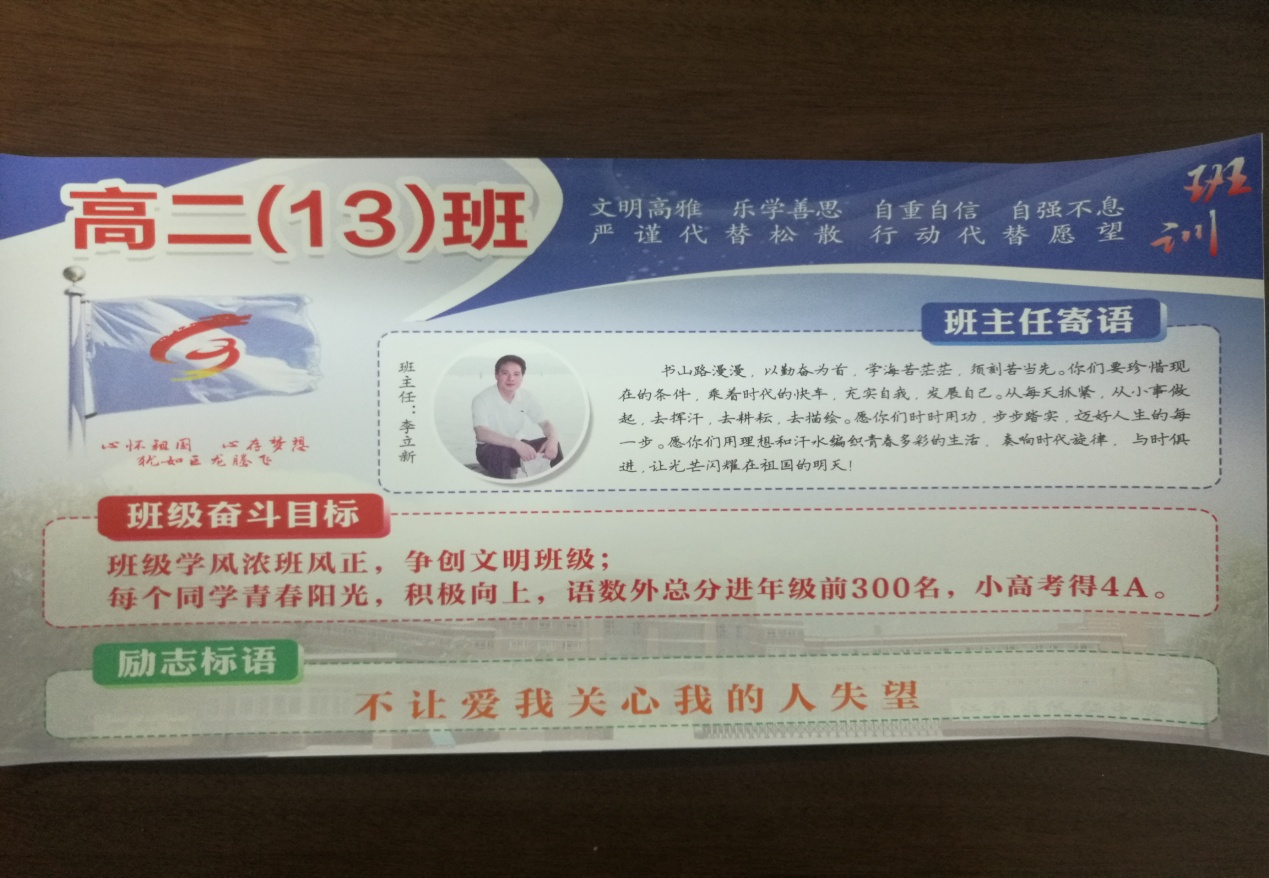 高二(13)班
文明高雅 乐学善思 自重自信 自强不息
严谨代替松散 行动代替愿望
班训
心怀祖国 心存梦想
犹如巨龙腾飞
班主任寄语
班主任：李立新
书山路漫漫，以勤奋为首，学海苦茫茫，须刻苦当先。你们要珍惜现
在的条件，乘着时代的快车，充实自我，发展自己。从每天抓紧，从小事做
起，去挥汗，去耕耘，去描绘。愿你们时时用功，步步踏实，迈好人生的每
一步。愿你们用理想和汗水编织青春多彩的生活，奏响时代旋律，与时俱
进，让光芒闪耀在祖国的明天！
班级奋斗目标
班级学风浓班风正，争创文明班级；
每个同学青春阳光，积极向上，语数外总分进年级前300名，小高考得4A。
励志标语
不让爱我关心我的人失望